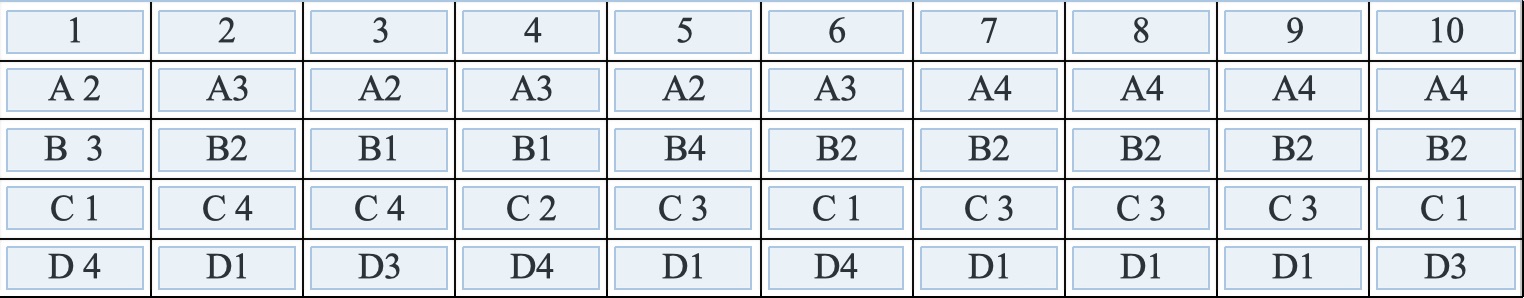 1 2 3 4 5 6 7 8 9 10
A 2 A3 A2 A3 A2 A3 A4 A4 A4 A4
B 3 B2 B1 B1 B4 B2 B2 B2 B2 B2
C 1 C 4 C 4 C 2 C 3 C 1 C 3 C 3 C 3 C 1
D 4 D1 D3 D4 D1 D4 D1 D1 D1 D3